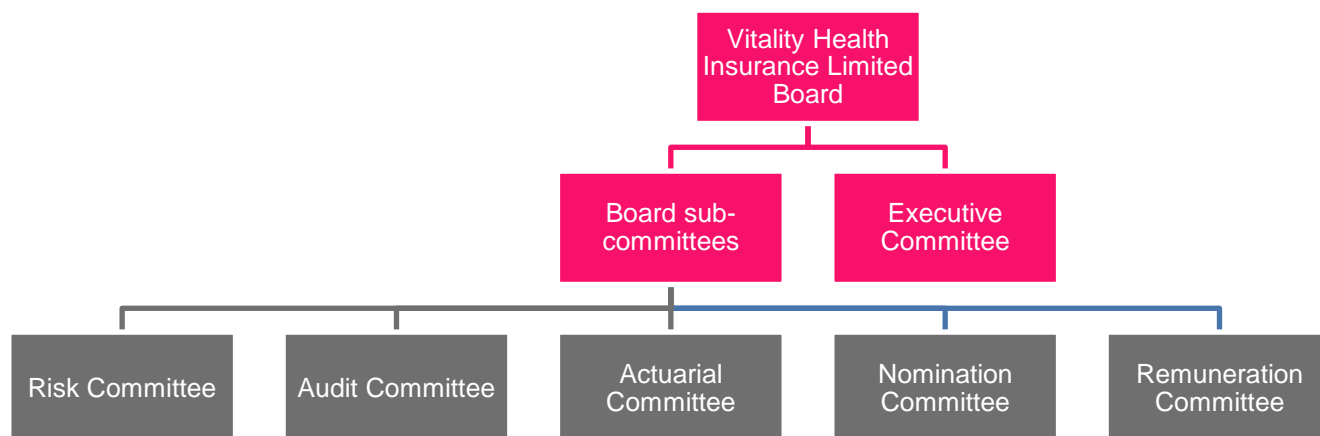 Vitality Health
Insurance Limited
Board
Board sub-
committees
Executive
Committee
Risk Committee
Audit Committee
Actuarial
Committee
Nomination
Committee
Remuneration
Committee